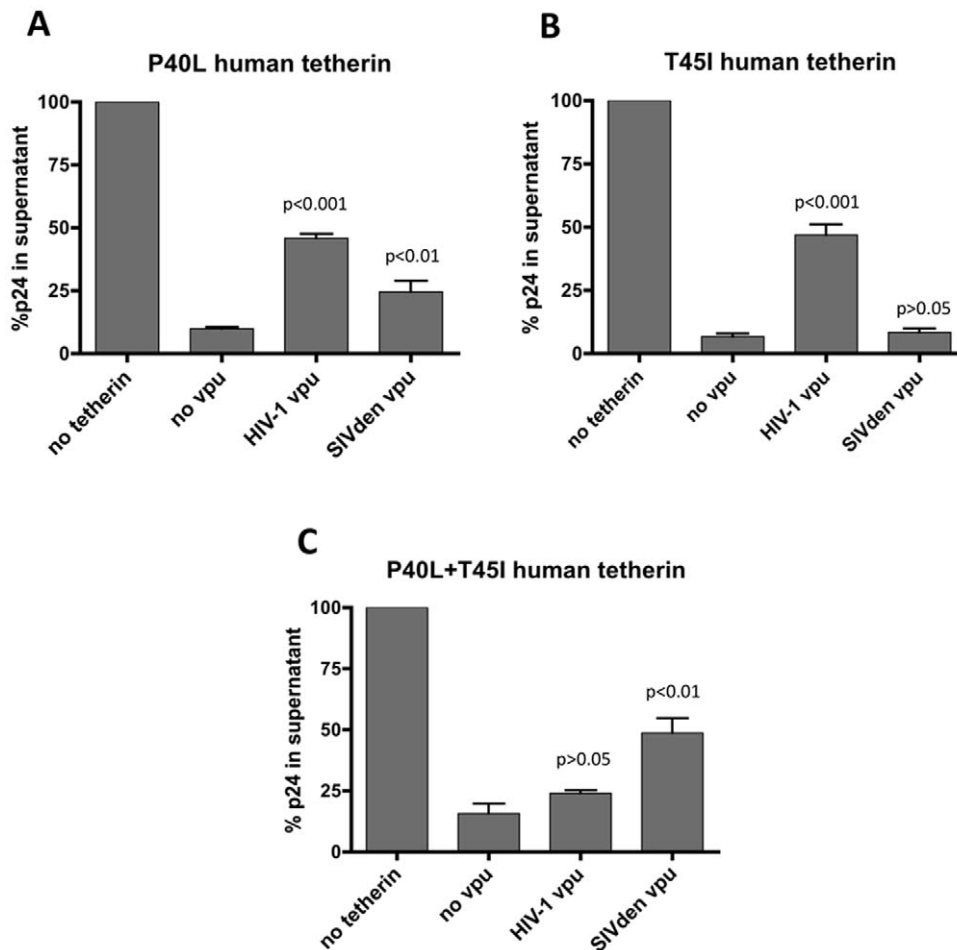 A
P40L human tetherin
%p24 in supernatant
100
75
50
25
0
p<0.001
p<0.01
no tetherin
no vpu
HIV-1 vpu
SIVden vpu
B
T45I human tetherin
% p24 in supernatant
100
75
50
25
0
p<0.001
p>0.05
no tetherin
no vpu
HIV-1 vpu
SIVden vpu
C
P40L+T45I human tetherin
% p24 in supernatant
100
75
50
25
0
p>0.05
p<0.01
no tetherin
no vpu
HIV-1 vpu
SIVden vpu